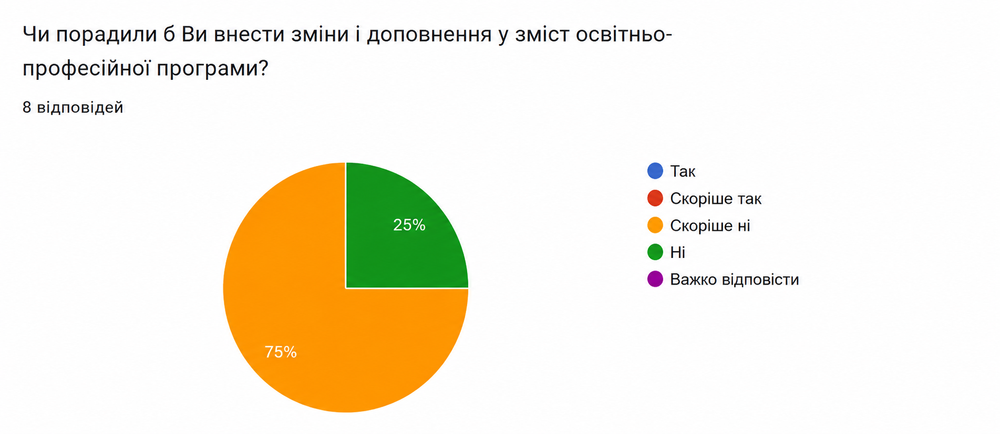 Чи порадили б Ви внести зміни і доповнення у зміст освітньо-
професійної програми?
8 відповідей
Так
Скоріше так
25%
Скоріше ні
Ні
Важко відповісти
75%